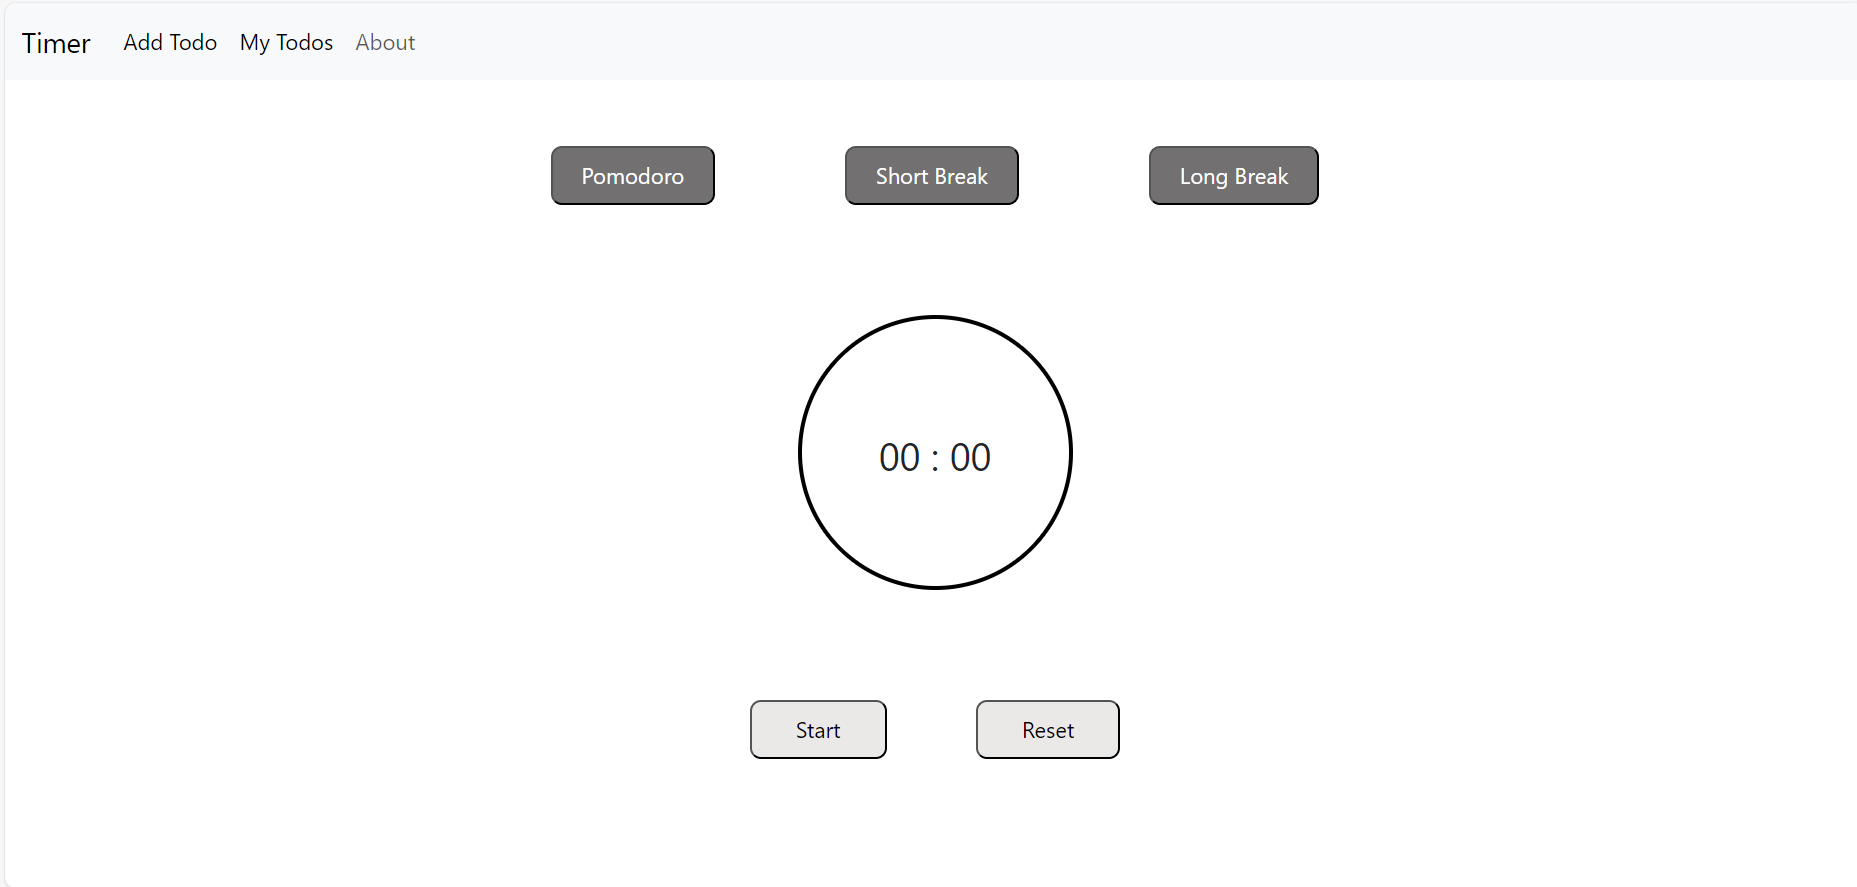 Timer Add Todo My Todos About
Pomodoro Short Break Long Break
00 : 00
Start Reset